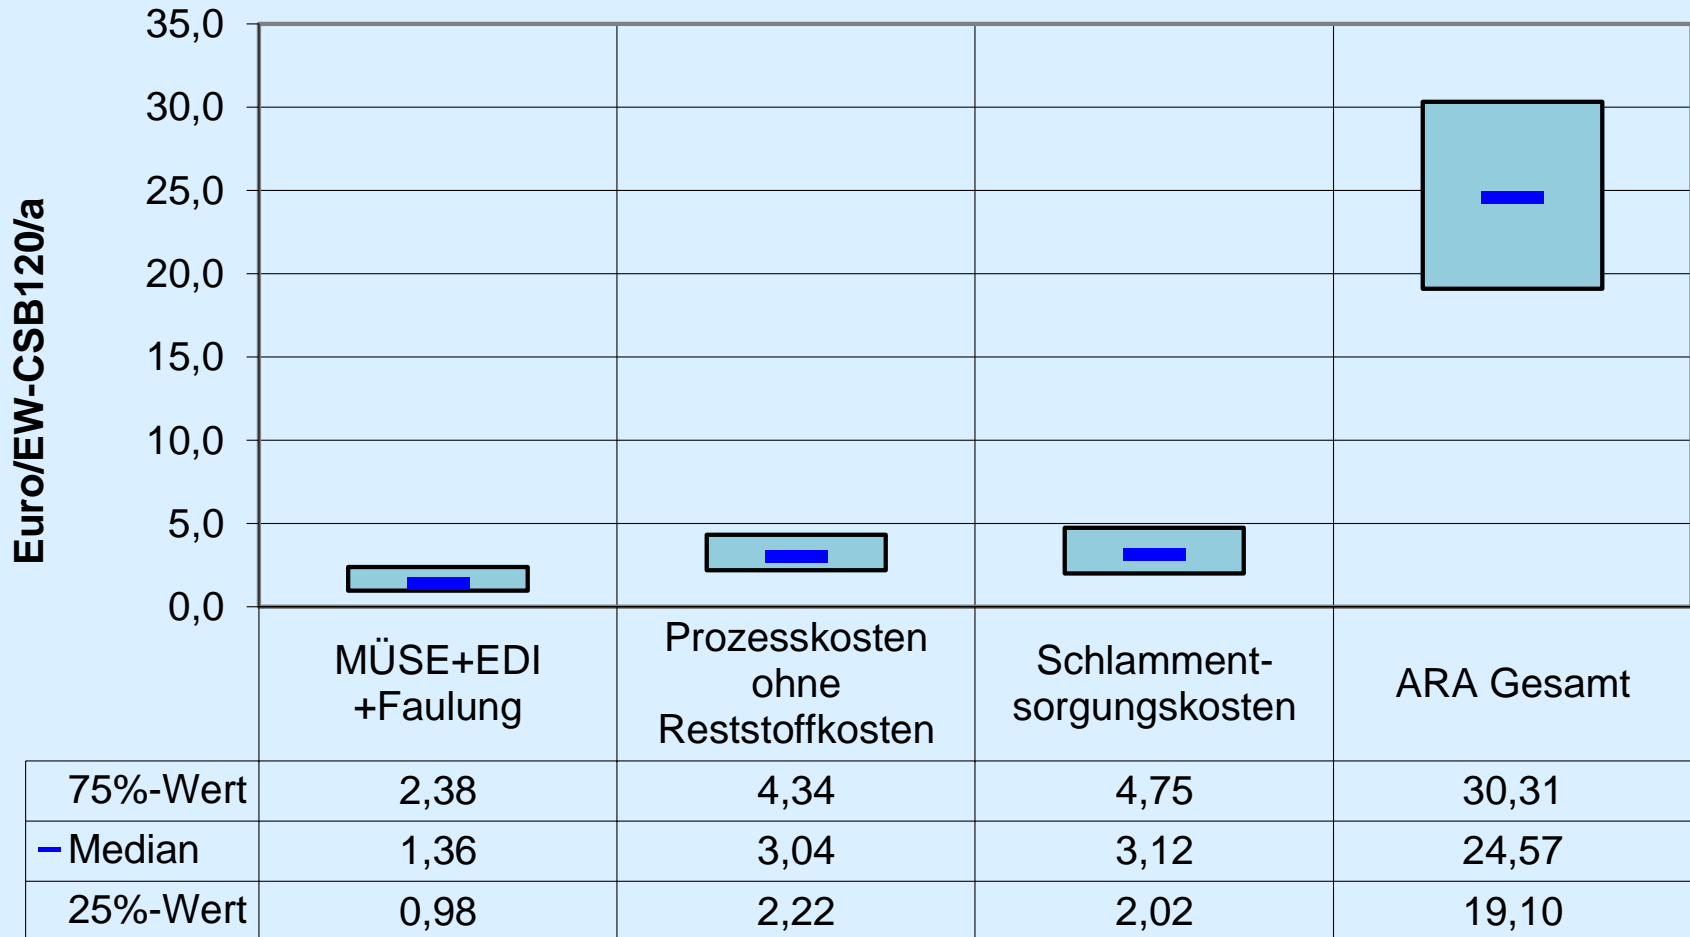 Euro/EW-CSB120/a
35,0
30,0
25,0
20,0
15,0
10,0
5,0
0,0
MÜSE+EDI
+Faulung
Prozesskosten
ohne
Reststoffkosten
Schlamment-
sorgungskosten
ARA Gesamt
75%-Wert 2,38 4,34 4,75 30,31
Median 1,36 3,04 3,12 24,57
25%-Wert 0,98 2,22 2,02 19,10